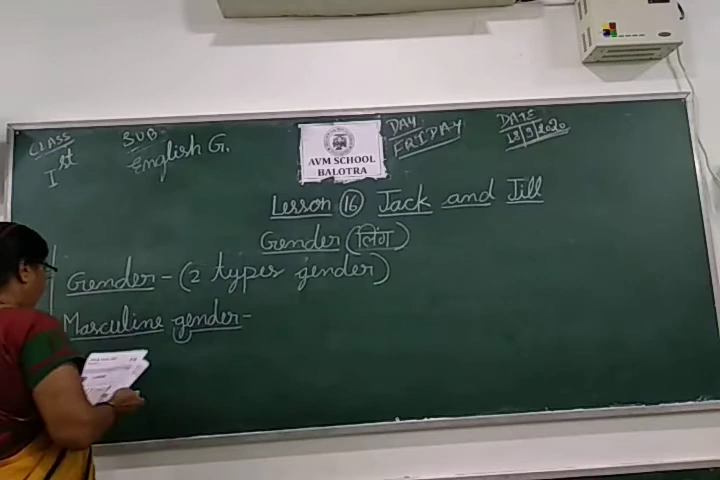 CLASS
Ist
SUB
English G.
AVM SCHOOL
BALOTRA
DAY
FRIDAY
DATE
18/9/2020
Lesson 16 Jack and Jill
Gender (लिंग)
Gender - (2 types gender)
Masculine gender -